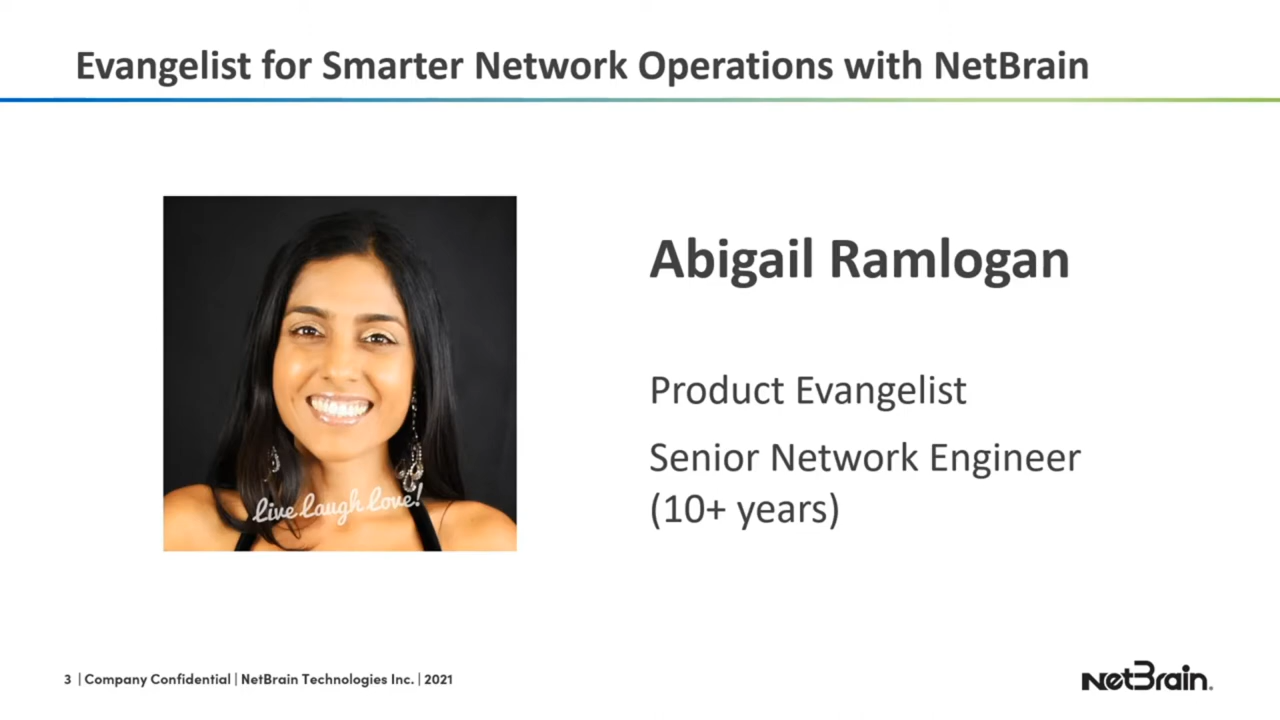 Evangelist for Smarter Network Operations with NetBrain
Abigail Ramlogan
Product Evangelist
Senior Network Engineer
(10+ years)
live laugh love!
3 | Company Confidential | NetBrain Technologies Inc. | 2021
NetBrain.